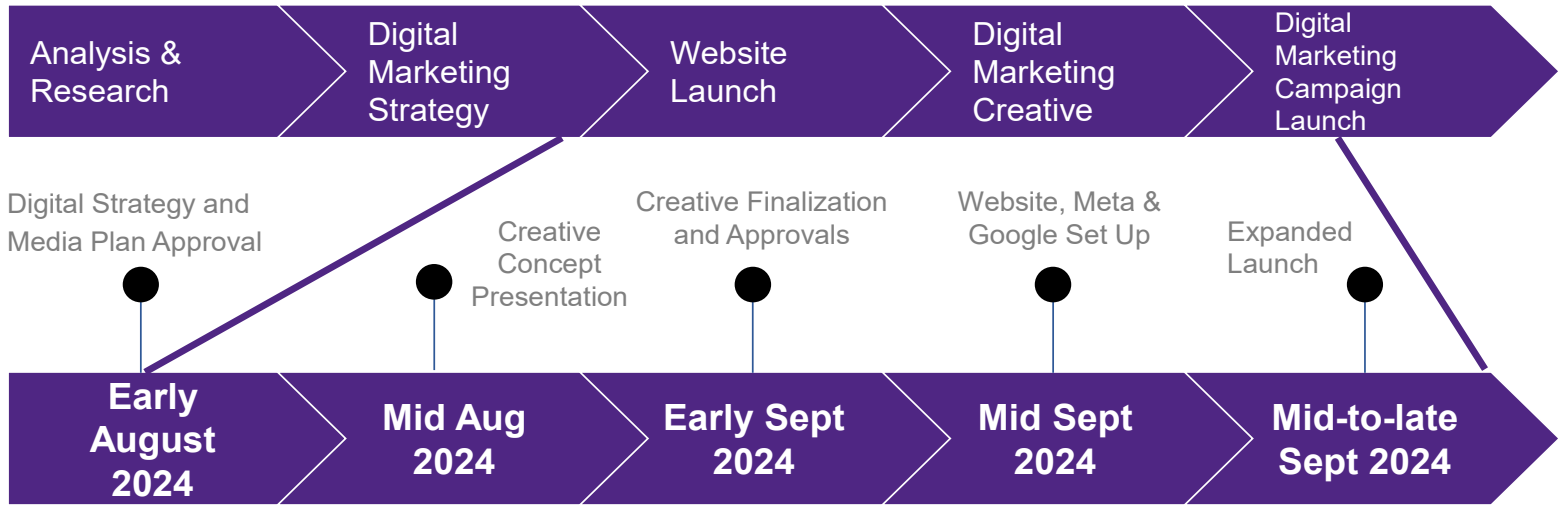 Analysis &
Research
Digital
Marketing
Strategy
Website
Launch
Digital
Marketing
Creative
Digital
Marketing
Campaign
Launch
Digital Strategy and
Media Plan Approval
Creative
Concept
Presentation
Creative Finalization
and Approvals
Website, Meta &
Google Set Up
Expanded
Launch
Early
August
2024
Mid Aug
2024
Early Sept
2024
Mid Sept
2024
Mid-to-late
Sept 2024